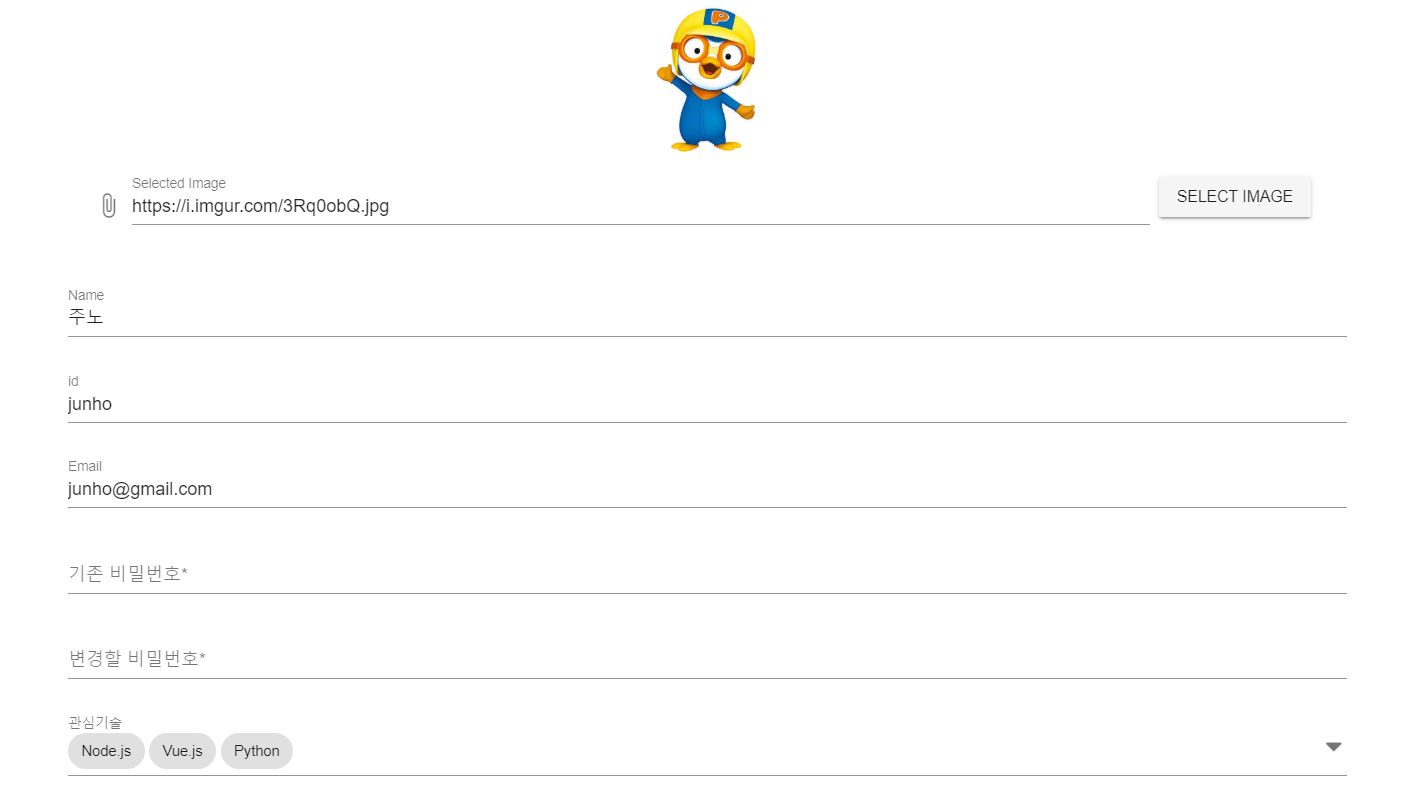 P
Selected Image
https://i.imgur.com/3Rq0obQ.jpg
SELECT IMAGE
Name
주노
id
junho
Email
junho@gmail.com
기존 비밀번호*
변경할 비밀번호*
관심기술
Node.js Vue.js Python